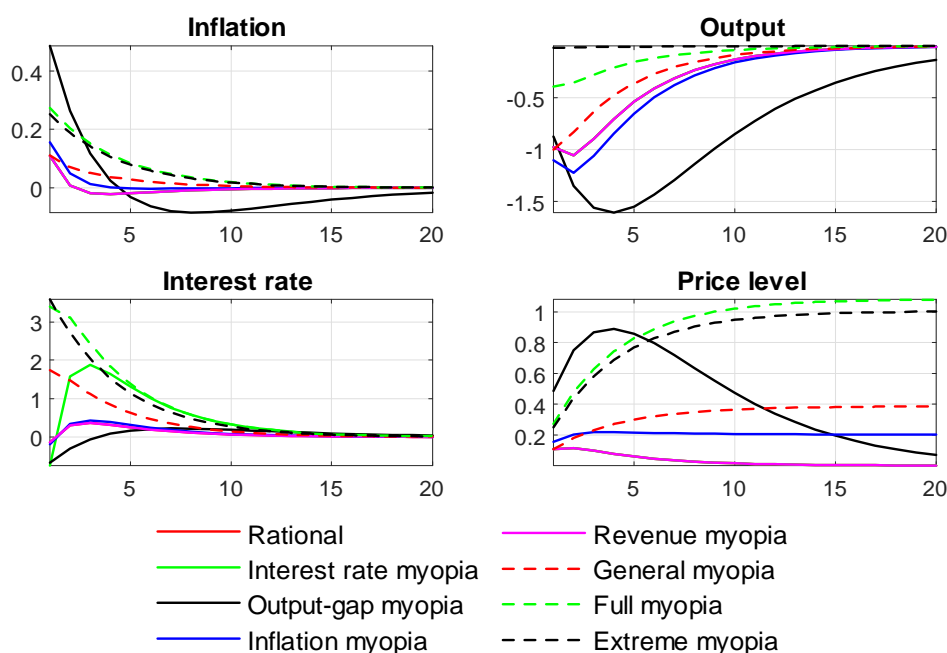 Inflation
Output
0.4
0.2
0
5
10
15
20
-0.5
-1
-1.5
5
10
15
20
Interest rate
Price level
3
2
1
0
5
10
15
20
1
0.8
0.6
0.4
0.2
5
10
15
20
Rational
Interest rate myopia
Output-gap myopia
Inflation myopia
Revenue myopia
General myopia
Full myopia
Extreme myopia